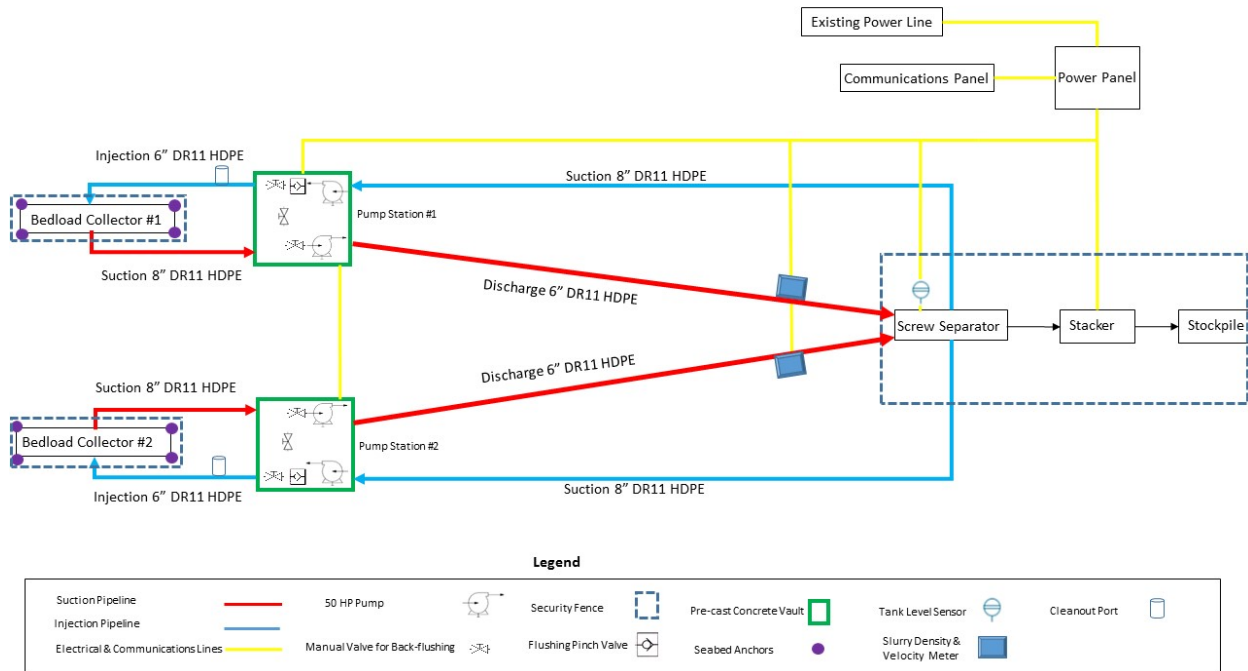 Existing Power Line
Communications Panel
Power Panel
Injection 6” DR11 HDPE
Suction 8” DR11 HDPE
Bedload Collector #1
Pump Station #1
Suction 8” DR11 HDPE
Discharge 6” DR11 HDPE
Screw Separator
Stacker
Stockpile
Discharge 6” DR11 HDPE
Suction 8” DR11 HDPE
Bedload Collector #2
Pump Station #2
Injection 6” DR11 HDPE
Suction 8” DR11 HDPE
Legend
Suction Pipeline
50 HP Pump
Security Fence
Pre-cast Concrete Vault
Tank Level Sensor
Cleanout Port
Injection Pipeline
Electrical & Communications Lines
Manual Valve for Back-flushing
Flushing Pinch Valve
Seabed Anchors
Slurry Density &
Velocity Meter